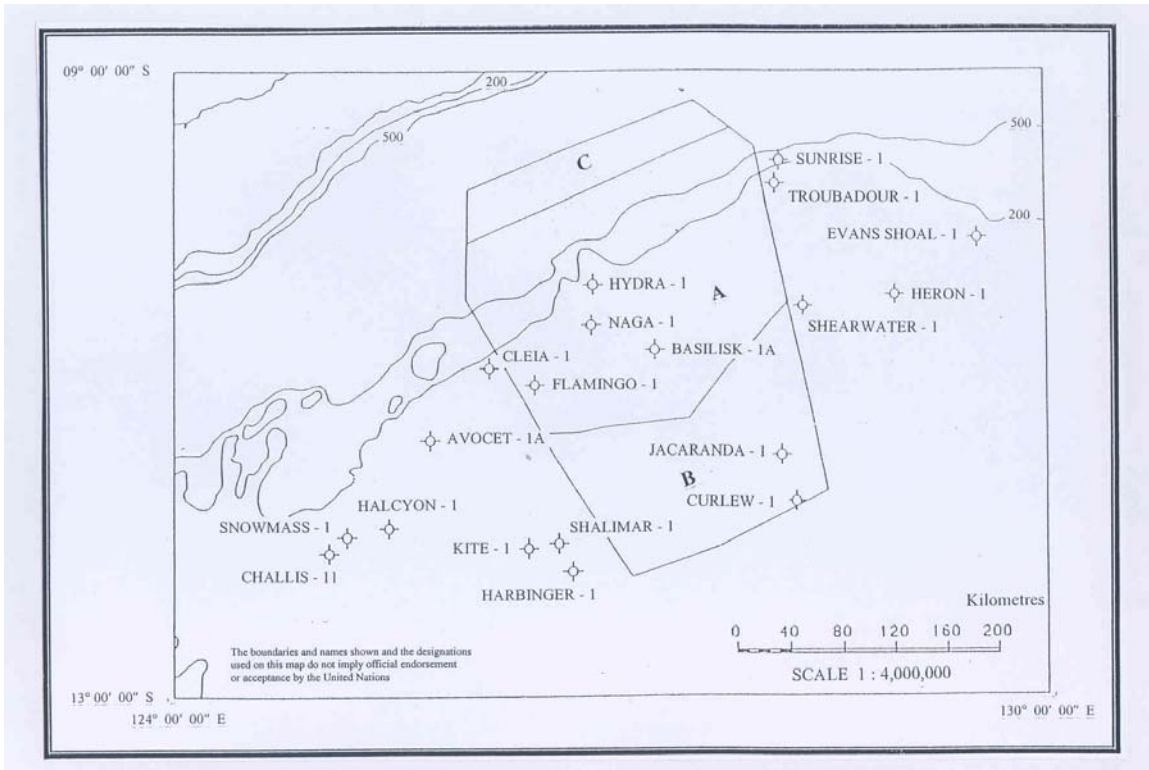 09° 00' 00" S
200
500
C
500
SUNRISE - 1
TROUBADOUR - 1
200
EVANS SHOAL - 1
HYDRA - 1
A
HERON - 1
NAGA - 1
SHEARWATER - 1
BASILISK - 1A
CLEIA - 1
FLAMINGO - 1
AVOCET - 1A
JACARANDA - 1
B
CURLEW - 1
HALCYON - 1
SNOWMASS - 1
SHALIMAR - 1
KITE - 1
CHALLIS - 11
HARBINGER - 1
Kilometres
0 40 80 120 160 200
SCALE 1 : 4,000,000
The boundaries and names shown and the designations
used on this map do not imply official endorsement
or acceptance by the United Nations
13° 00' 00" S
124° 00' 00" E
130° 00' 00" E